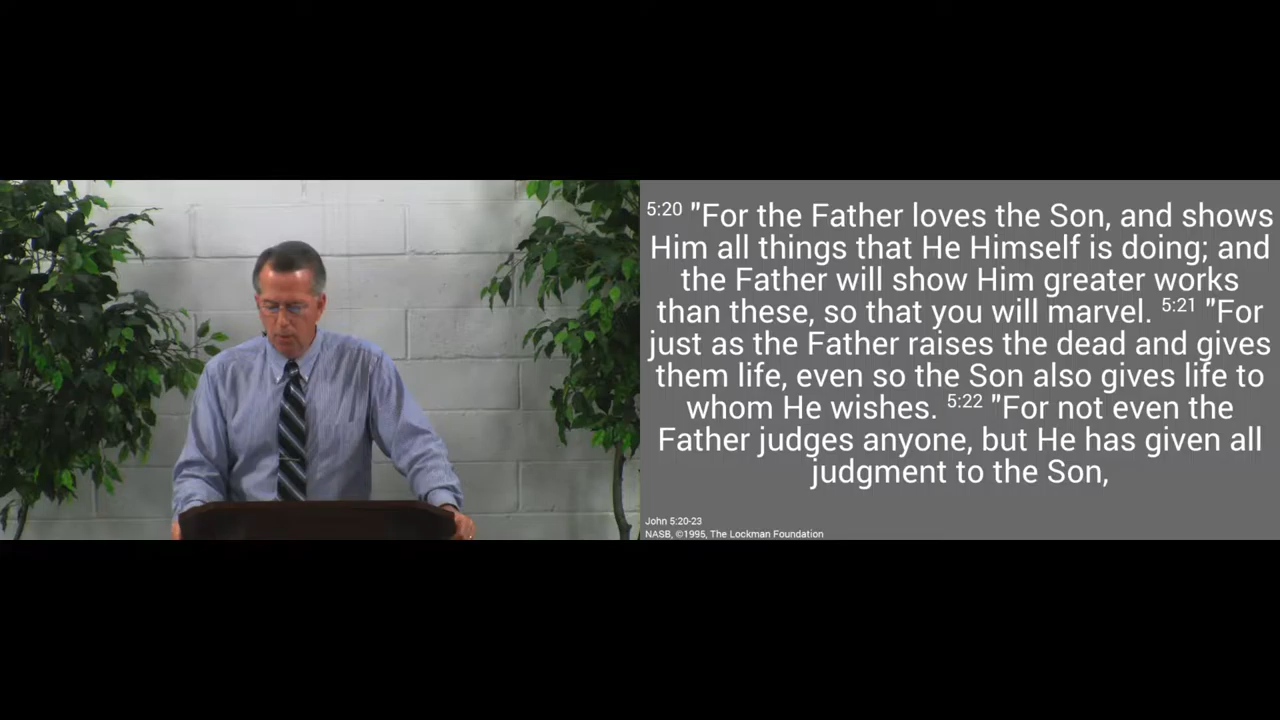 5:20 "For the Father loves the Son, and shows
Him all things that He Himself is doing; and
the Father will show Him greater works
than these, so that you will marvel. 5:21 "For
just as the Father raises the dead and gives
them life, even so the Son also gives life to
whom He wishes. 5:22 "For not even the
Father judges anyone, but He has given all
judgment to the Son,
John 5:20-23
NASB, ©1995, The Lockman Foundation